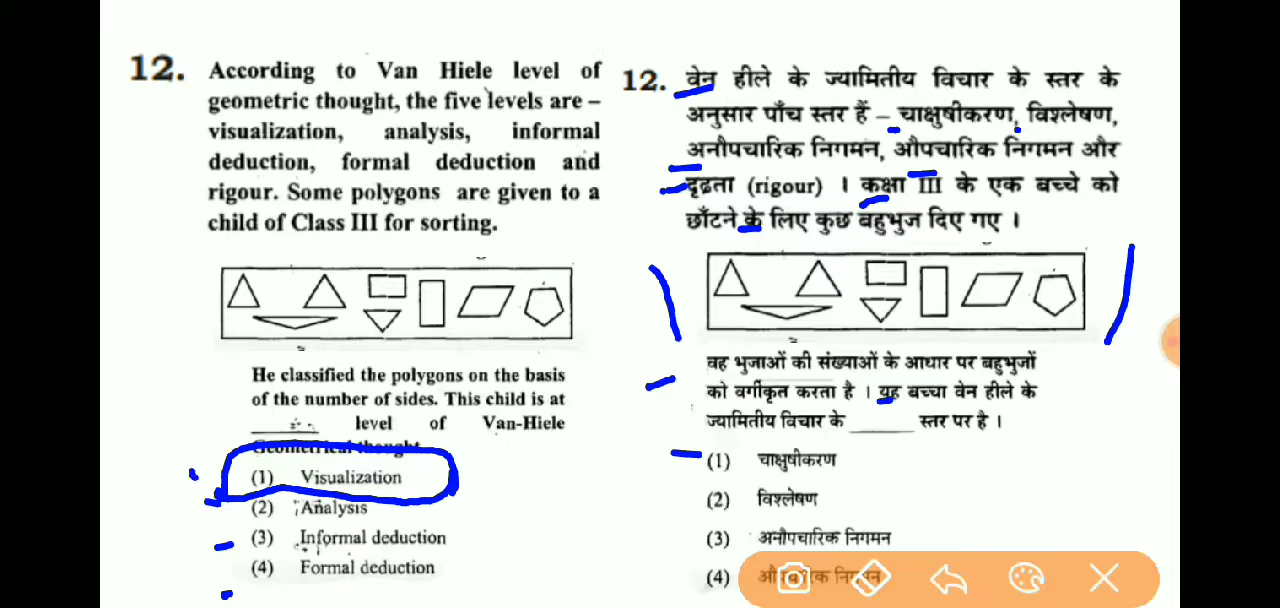 12.
According to Van Hiele level of
geometric thought, the five levels are –
visualization, analysis, informal
deduction, formal deduction and
rigour. Some polygons are given to a
child of Class III for sorting.
He classified the polygons on the basis
of the number of sides. This child is at
______ level of Van-Hiele
Geometrical thought
(1) Visualization
(2) Analysis
(3) Informal deduction
(4) Formal deduction
12. वेन हीले के ज्यामितीय विचार के स्तर के
अनुसार पाँच स्तर हैं – चाक्षुषीकरण, विश्लेषण,
अनौपचारिक निगमन, औपचारिक निगमन और
दृढ़ता (rigour) । कक्षा III के एक बच्चे को
छाँटने के लिए कुछ बहुभुज दिए गए ।
वह भुजाओं की संख्याओं के आधार पर बहुभुजों
को वर्गीकृत करता है । यह बच्चा वेन हीले के
ज्यामितीय विचार के ______ स्तर पर है ।
(1) चाक्षुषीकरण
(2) विश्लेषण
(3) अनौपचारिक निगमन
(4) औपचारिक निगमन